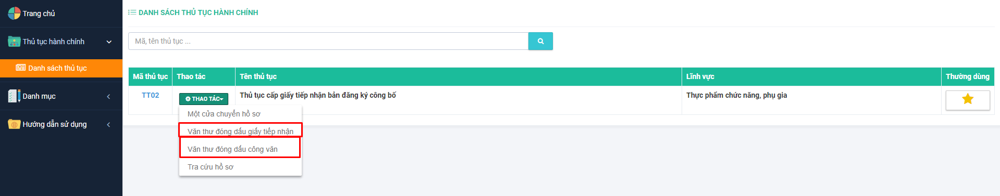 Trang chủ
Thủ tục hành chính
Danh sách thủ tục
Danh mục
Hướng dẫn sử dụng
DANH SÁCH THỦ TỤC HÀNH CHÍNH
Mã, tên thủ tục ...
Mã thủ tục Thao tác Tên thủ tục Lĩnh vực Thường dùng
TT02 THAO TÁC Thủ tục cấp giấy tiếp nhận bản đăng ký công bố Thực phẩm chức năng, phụ gia
Một cửa chuyển hồ sơ
Văn thư đóng dấu giấy tiếp nhận
Văn thư đóng dấu công văn
Tra cứu hồ sơ